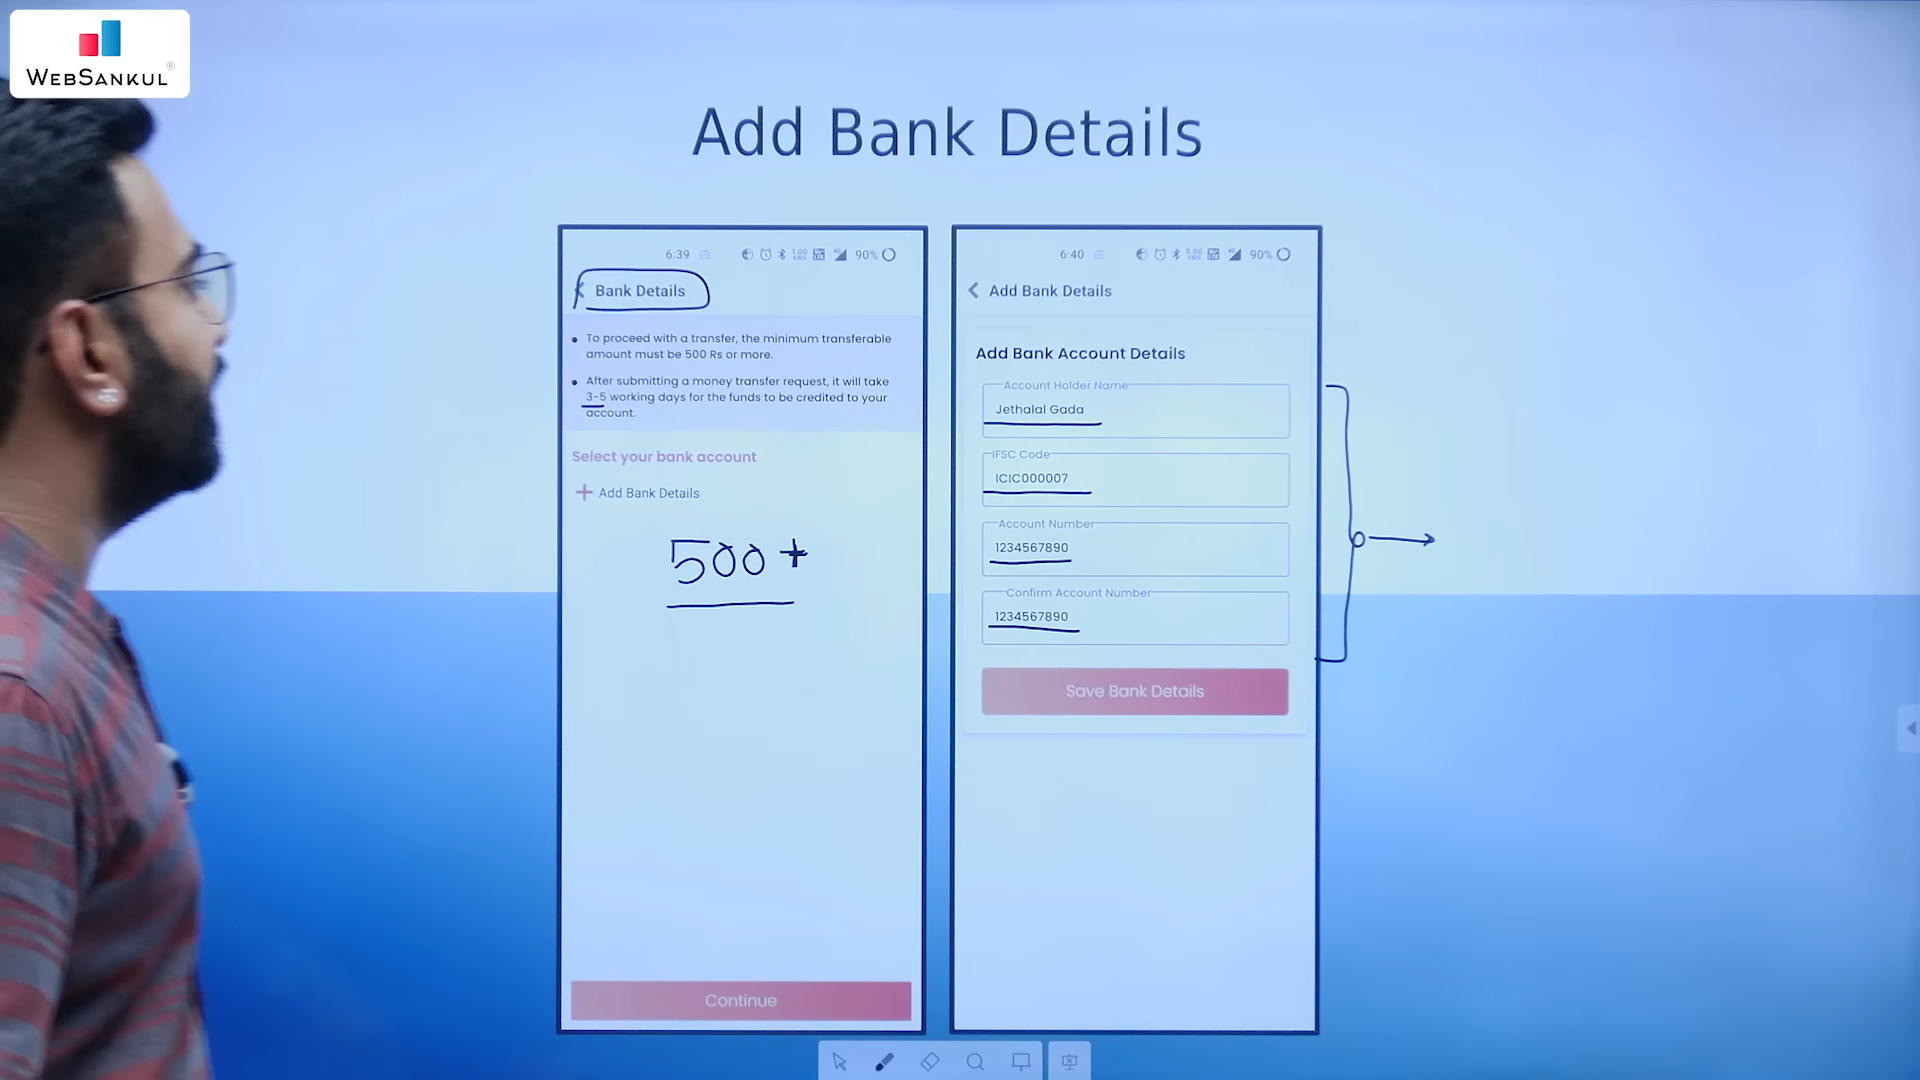 WEBSANKUL®
Add Bank Details
6:39
90%
Bank Details
To proceed with a transfer, the minimum transferable
amount must be 500 Rs or more.
After submitting a money transfer request, it will take
3-5 working days for the funds to be credited to your
account.
Select your bank account
+ Add Bank Details
500+
Continue
6:40
90%
Add Bank Details
Add Bank Account Details
Account Holder Name
Jethalal Gada
IFSC Code
ICIC000007
Account Number
1234567890
Confirm Account Number
1234567890
Save Bank Details